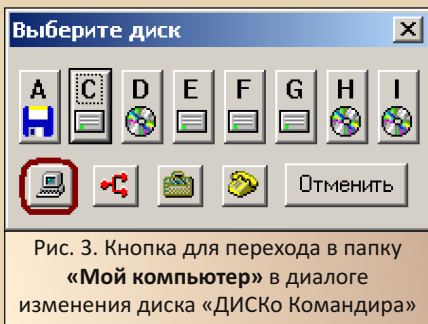 Выберите диск
A C D E F G H I
Отменить
Рис. 3. Кнопка для перехода в папку
«Мой компьютер» в диалоге
изменения диска «ДИСКо Командира»